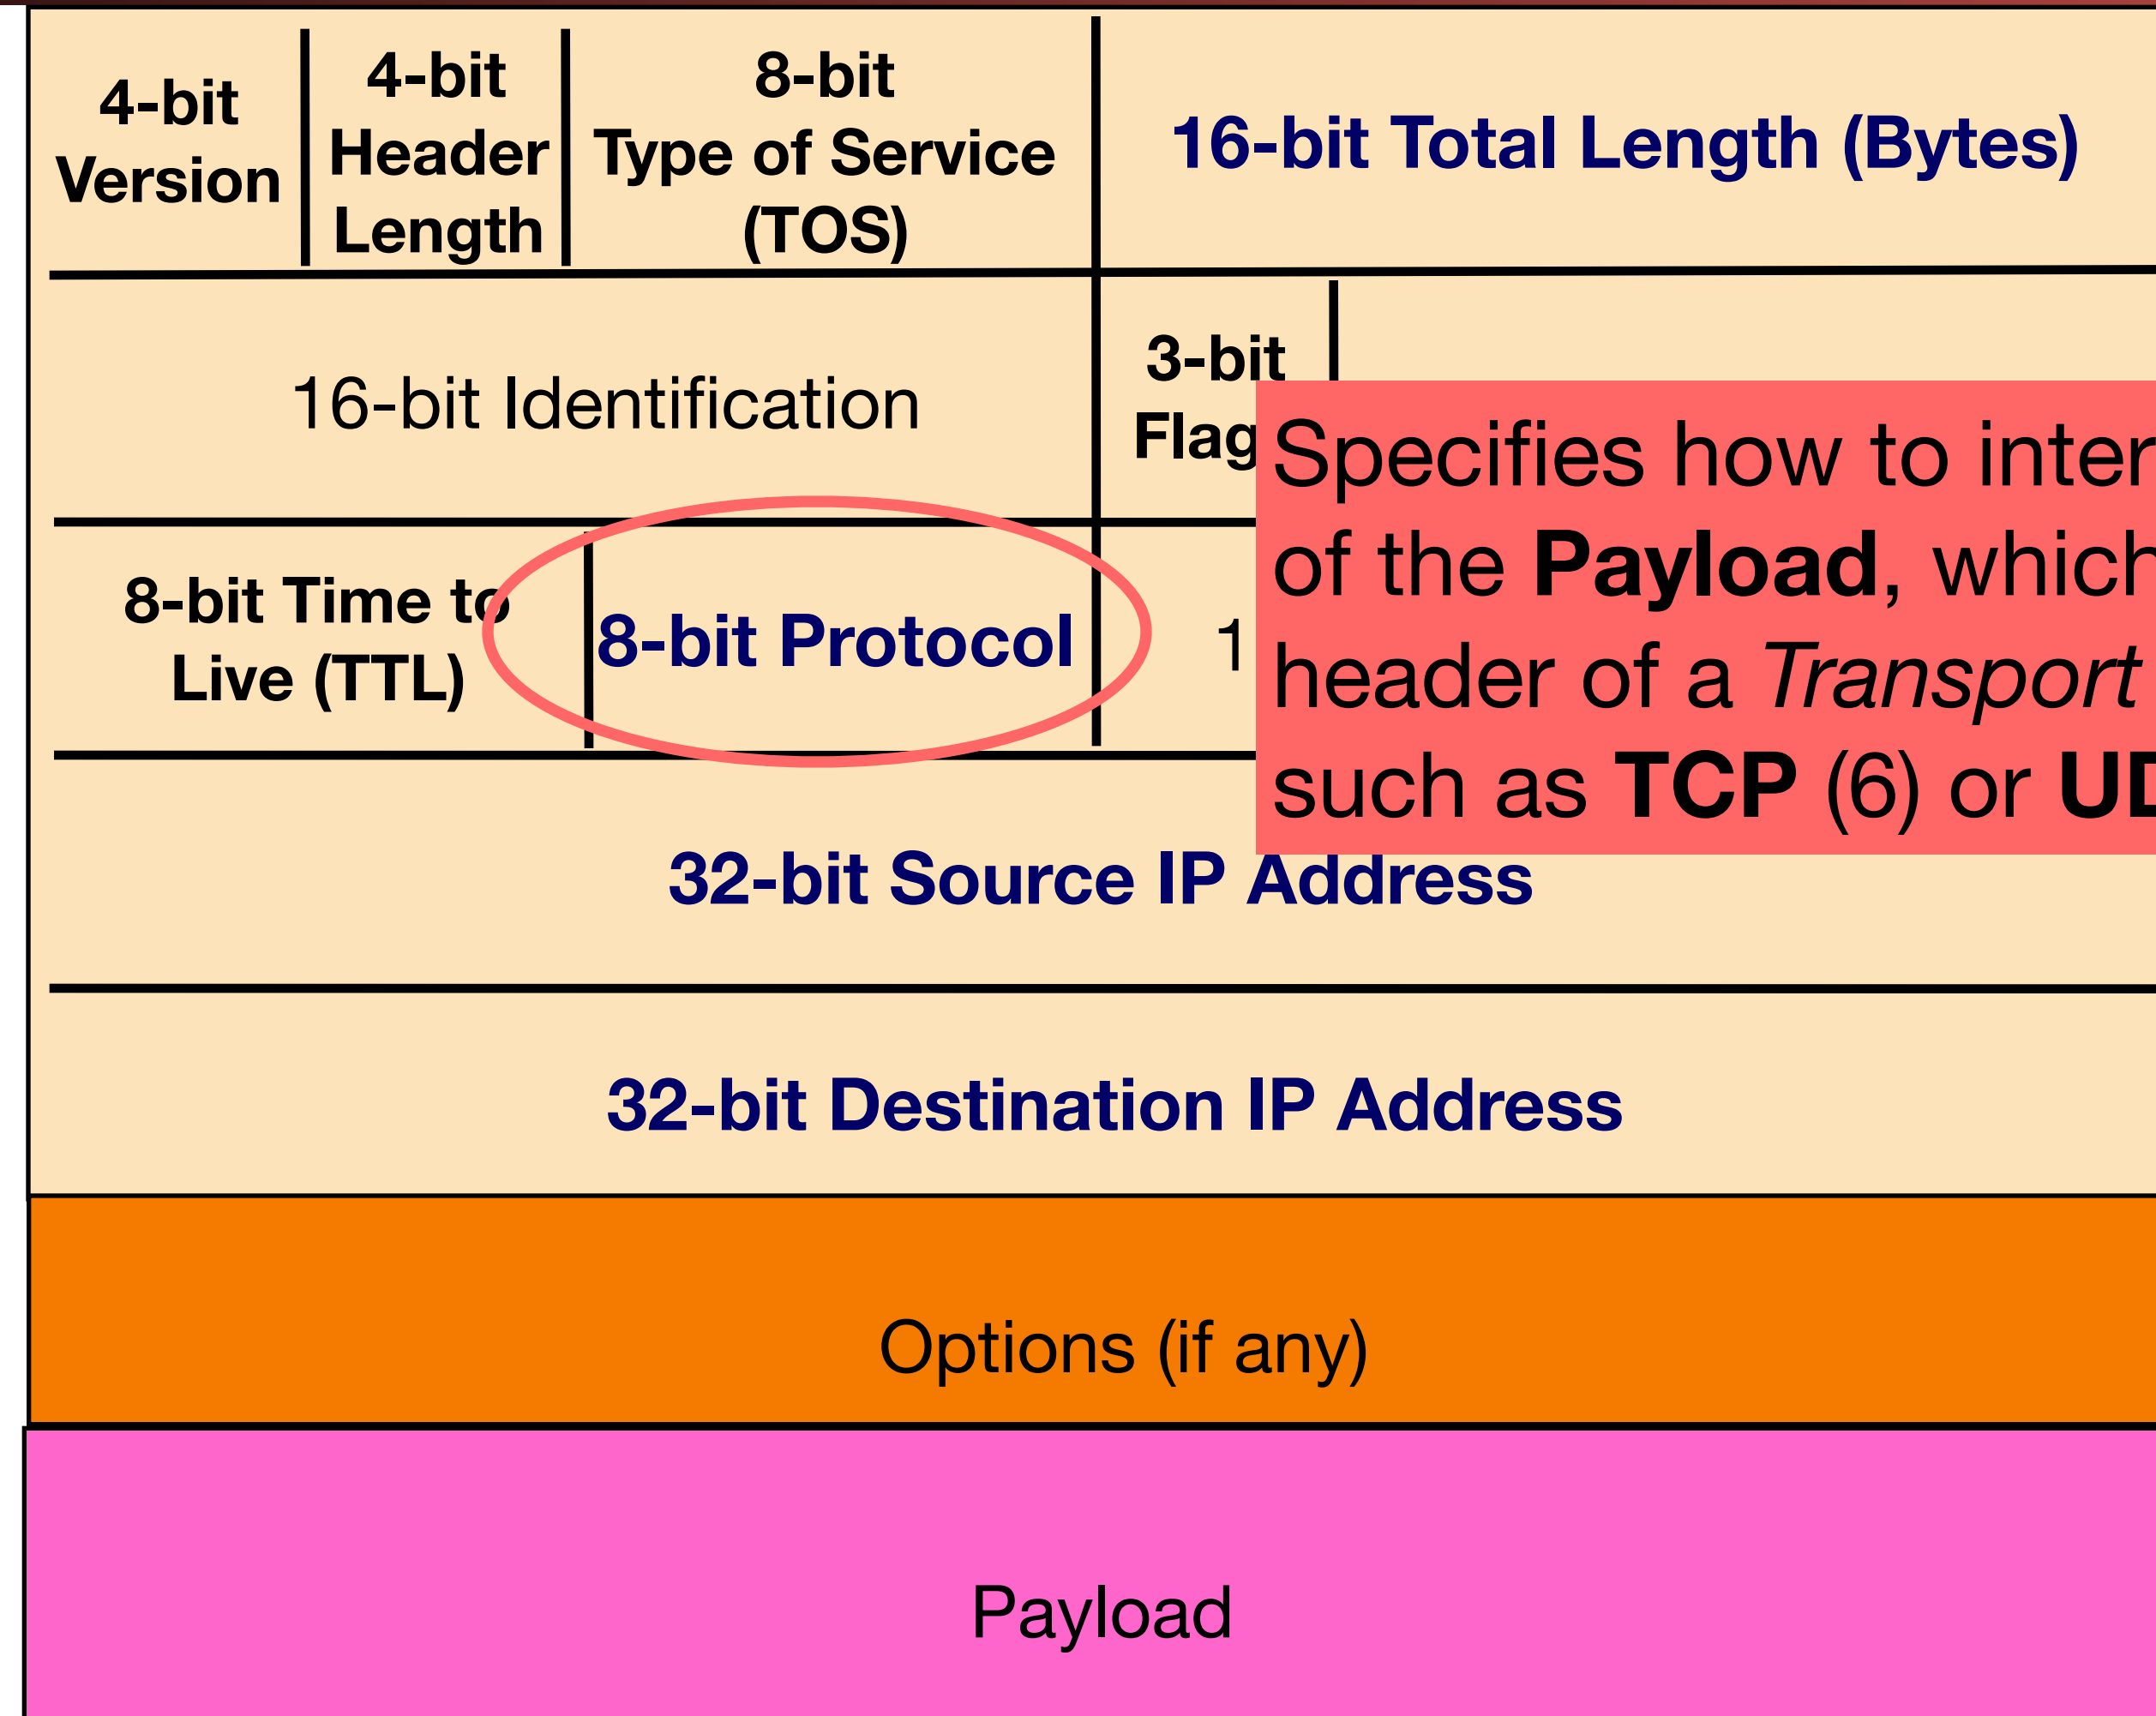 4-bit
Version
4-bit
Header
Length
8-bit
Type of Service
(TOS)
16-bit Total Length (Bytes)
16-bit Identification
3-bit
Flag
8-bit Time to
Live (TTL)
8-bit Protocol
1
Specifies how to inter
of the Payload, which
header of a Transport
such as TCP (6) or UD
32-bit Source IP Address
32-bit Destination IP Address
Options (if any)
Payload